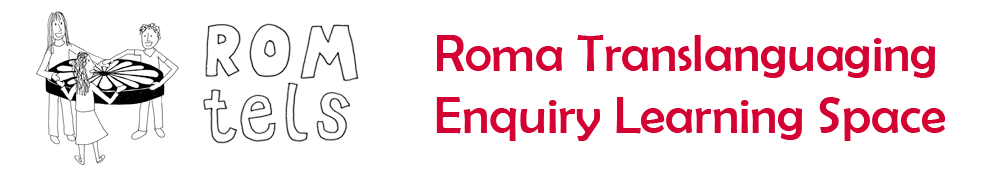 ROM
tels
Roma Translanguaging
Enquiry Learning Space